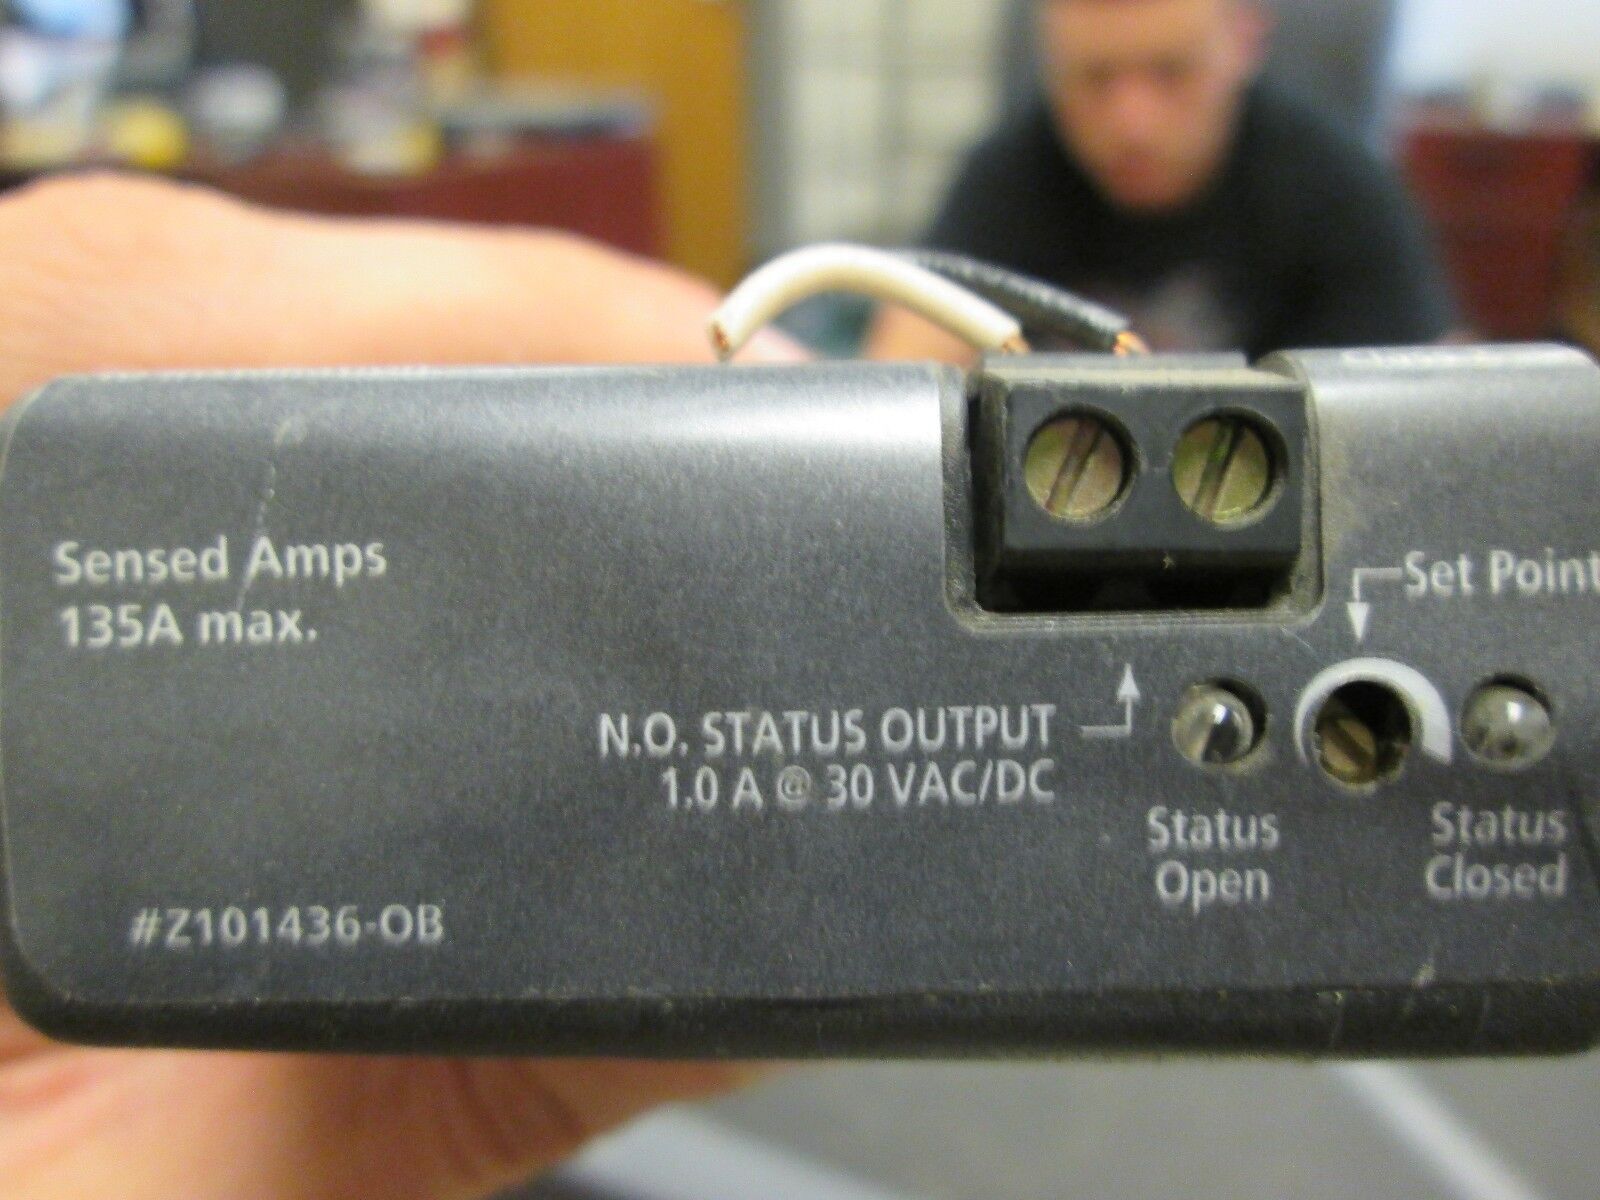 Sensed Amps
135A max.
Set Point
N.O. STATUS OUTPUT
1.0 A @ 30 VAC/DC
Status
Open
Status
Closed
#Z101436-OB